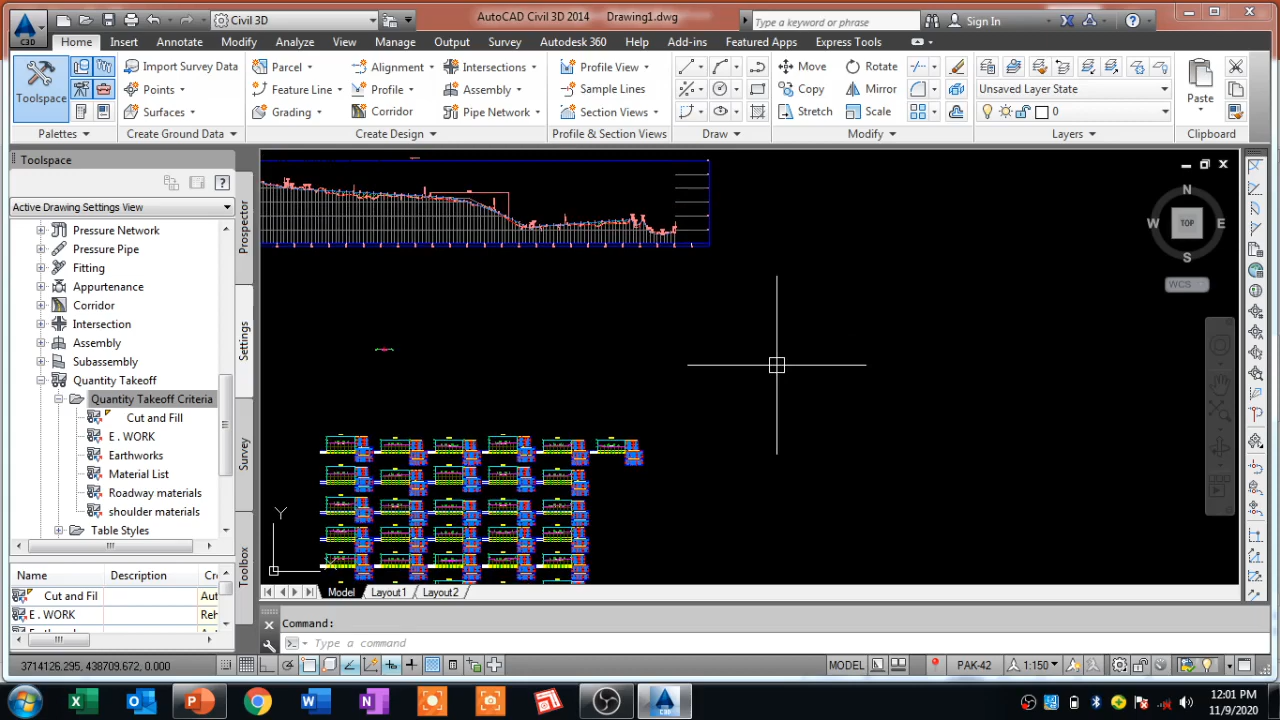 Civil 3D
AutoCAD Civil 3D 2014 Drawing1.dwg
Type a keyword or phrase
Sign In
C3D
Home Insert Annotate Modify Analyze View Manage Output Survey Autodesk 360 Help Add-ins Featured Apps Express Tools
Toolspace
Import Survey Data
Points
Surfaces
Parcel
Feature Line
Grading
Alignment
Profile
Corridor
Intersections
Assembly
Pipe Network
Profile View
Sample Lines
Section Views
Move
Copy
Stretch
Rotate
Mirror
Scale
Unsaved Layer State
0
Paste
Palettes Create Ground Data Create Design Profile & Section Views Draw Modify Layers Clipboard
Toolspace
Active Drawing Settings View
Pressure Network
Pressure Pipe
Fitting
Appurtenance
Corridor
Intersection
Assembly
Subassembly
Quantity Takeoff
Quantity Takeoff Criteria
Cut and Fill
E . WORK
Earthworks
Material List
Roadway materials
shoulder materials
Table Styles
Name Description Cr
Cut and Fil Aut
E . WORK Reh
Prospector
Settings
Survey
Toolbox
N
W TOP E
S
WCS
Y
X
Model Layout1 Layout2
Command:
Type a command
3714126.295, 438709.672, 0.000
MODEL
PAK-42
1:150
C3D
12:01 PM
11/9/2020